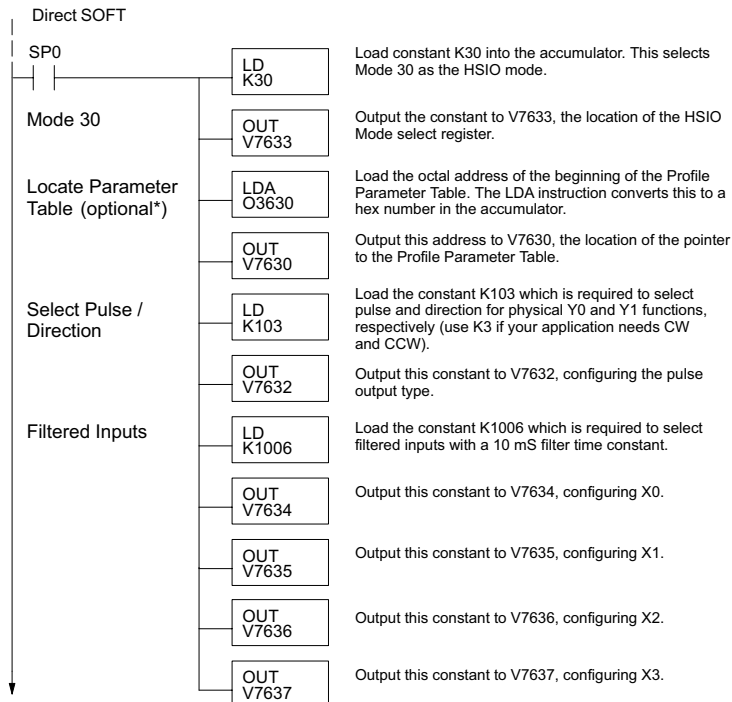 Direct SOFT
SP0
LD
K30
Load constant K30 into the accumulator. This selects
Mode 30 as the HSIO mode.
Mode 30
OUT
V7633
Output the constant to V7633, the location of the HSIO
Mode select register.
Locate Parameter
Table (optional*)
LDA
O3630
Load the octal address of the beginning of the Profile
Parameter Table. The LDA instruction converts this to a
hex number in the accumulator.
OUT
V7630
Output this address to V7630, the location of the pointer
to the Profile Parameter Table.
Select Pulse /
Direction
LD
K103
Load the constant K103 which is required to select
pulse and direction for physical Y0 and Y1 functions,
respectively (use K3 if your application needs CW
and CCW).
OUT
V7632
Output this constant to V7632, configuring the pulse
output type.
Filtered Inputs
LD
K1006
Load the constant K1006 which is required to select
filtered inputs with a 10 mS filter time constant.
OUT
V7634
Output this constant to V7634, configuring X0.
OUT
V7635
Output this constant to V7635, configuring X1.
OUT
V7636
Output this constant to V7636, configuring X2.
OUT
V7637
Output this constant to V7637, configuring X3.